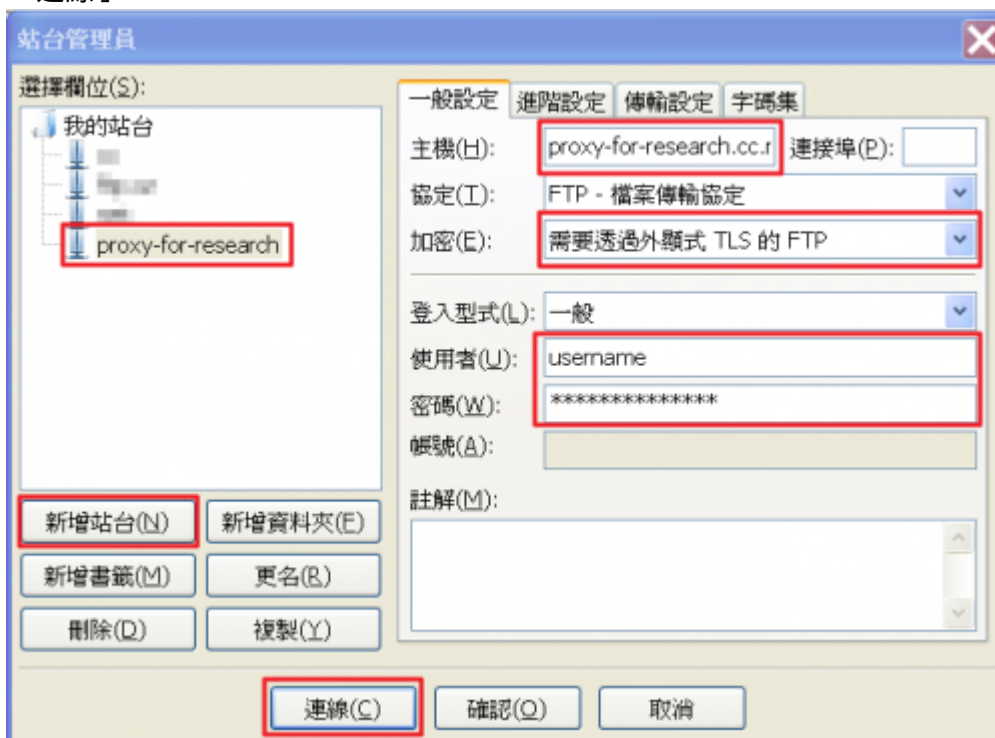 站台管理員
選擇欄位(S):
我的站台
proxy-for-research
新增站台(N)
新增資料夾(E)
新增書籤(M)
更名(R)
刪除(D)
複製(Y)
一般設定
進階設定
傳輸設定
字碼集
主機(H): proxy-for-research.cc.r 連接埠(P):
協定(T): FTP - 檔案傳輸協定
加密(E): 需要透過外顯式 TLS 的 FTP
登入型式(L): 一般
使用者(U): username
密碼(W): **************
帳號(A):
註解(M):
連線(C)
確認(O)
取消